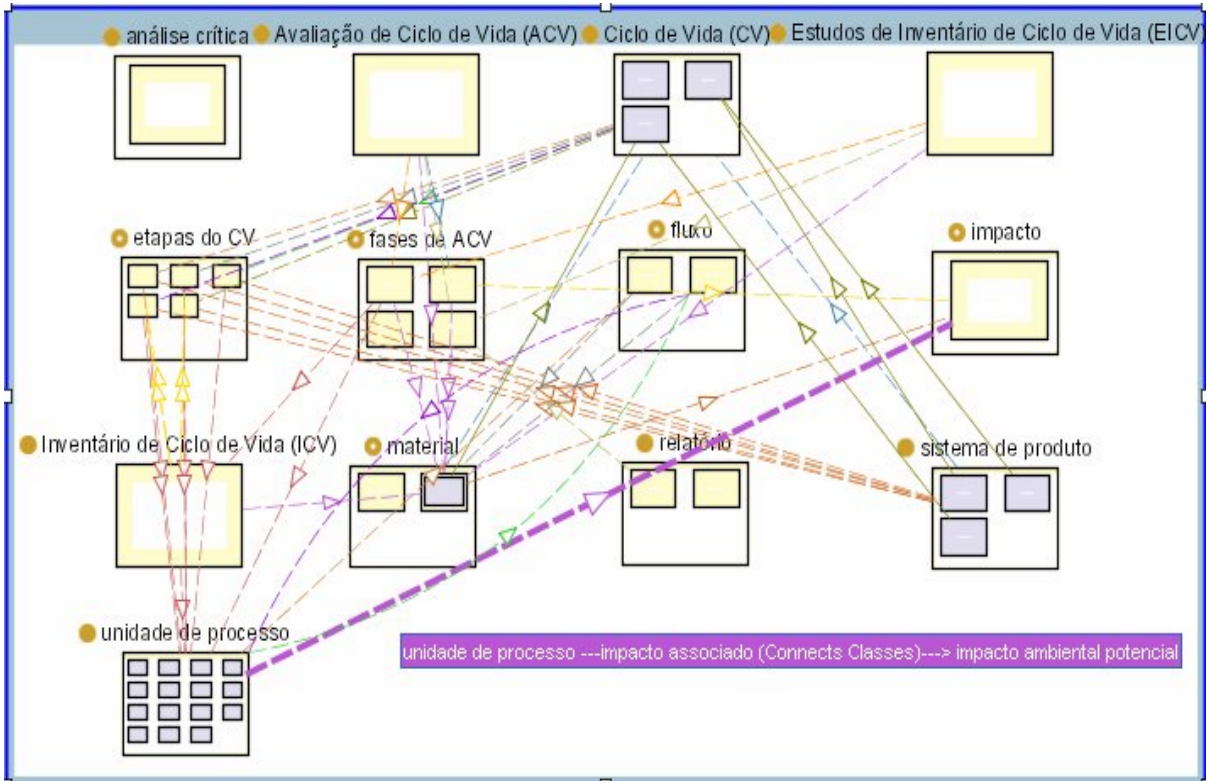 análise crítica
Avaliação de Ciclo de Vida (ACV)
Ciclo de Vida (CV)
Estudos de Inventário de Ciclo de Vida (EICV)
etapas do CV
fases de ACV
fluxo
impacto
Inventário de Ciclo de Vida (ICV)
material
relatório
sistema de produto
unidade de processo
unidade de processo ---impacto associado (Connects Classes)---> impacto ambiental potencial